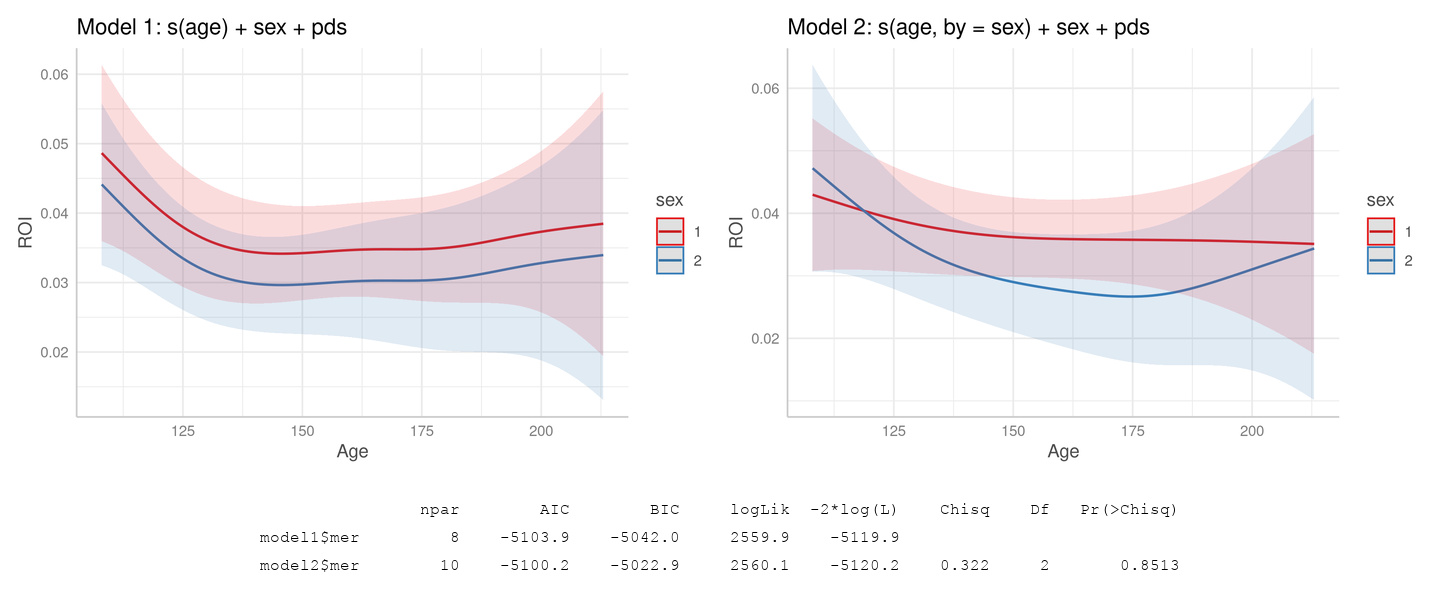 Model 1: s(age) + sex + pds
0.06
0.05
0.04
0.03
0.02
ROI
125 150 175 200
Age
sex
1
2
Model 2: s(age, by = sex) + sex + pds
0.06
0.04
0.02
ROI
125 150 175 200
Age
sex
1
2
npar AIC BIC logLik -2*log(L) Chisq Df Pr(>Chisq)
model1$mer 8 -5103.9 -5042.0 2559.9 -5119.9
model2$mer 10 -5100.2 -5022.9 2560.1 -5120.2 0.322 2 0.8513